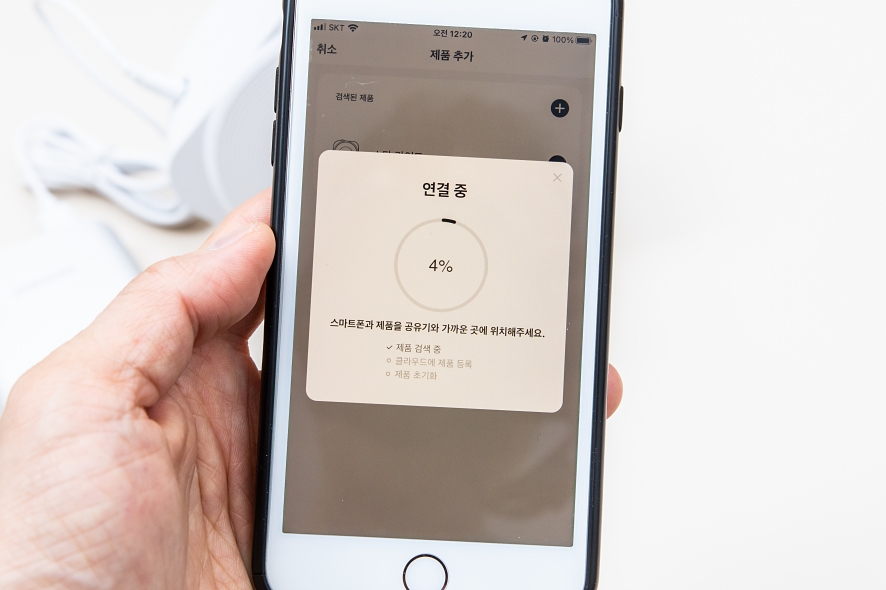 SKT
오전 12:20
100%
취소
제품 추가
검색된 제품
연결 중
4%
스마트폰과 제품을 공유기와 가까운 곳에 위치해주세요.
제품 검색 중
클라우드에 제품 등록
제품 초기화